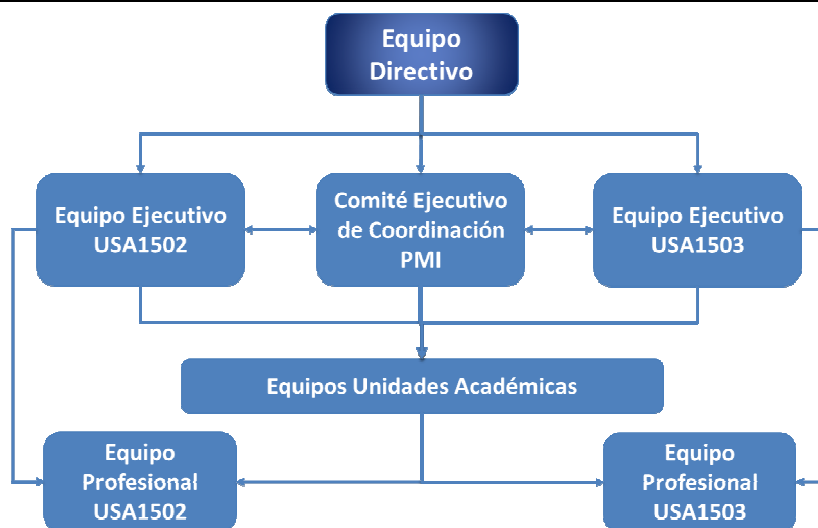 Equipo
Directivo
Equipo Ejecutivo
USA1502
Comité Ejecutivo
de Coordinación
PMI
Equipo Ejecutivo
USA1503
Equipos Unidades Académicas
Equipo
Profesional
USA1502
Equipo
Profesional
USA1503